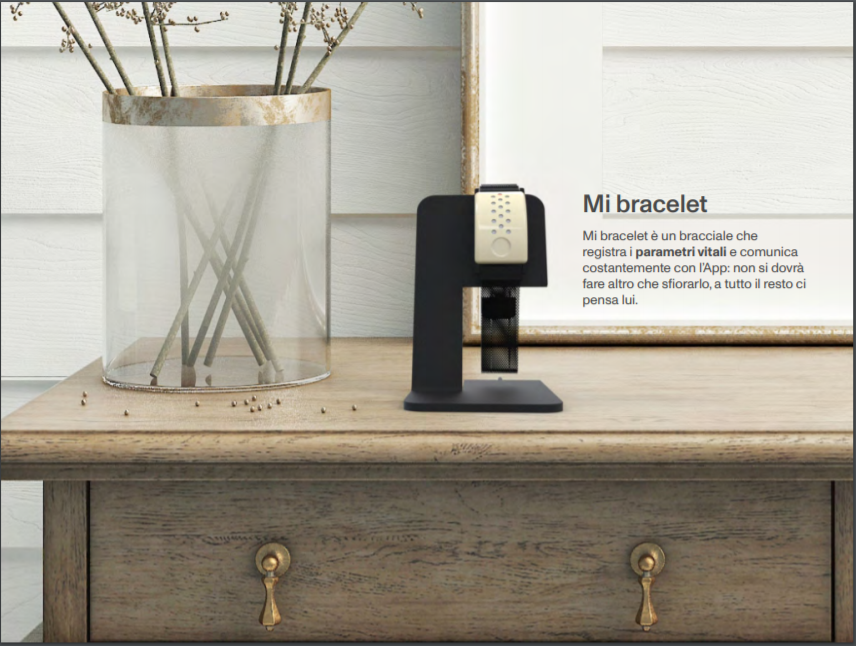 Mi bracelet
Mi bracelet è un bracciale che
registra i parametri vitali e comunica
costantemente con l'App: non si dovrà
fare altro che sfiorarlo, a tutto il resto ci
pensa lui.